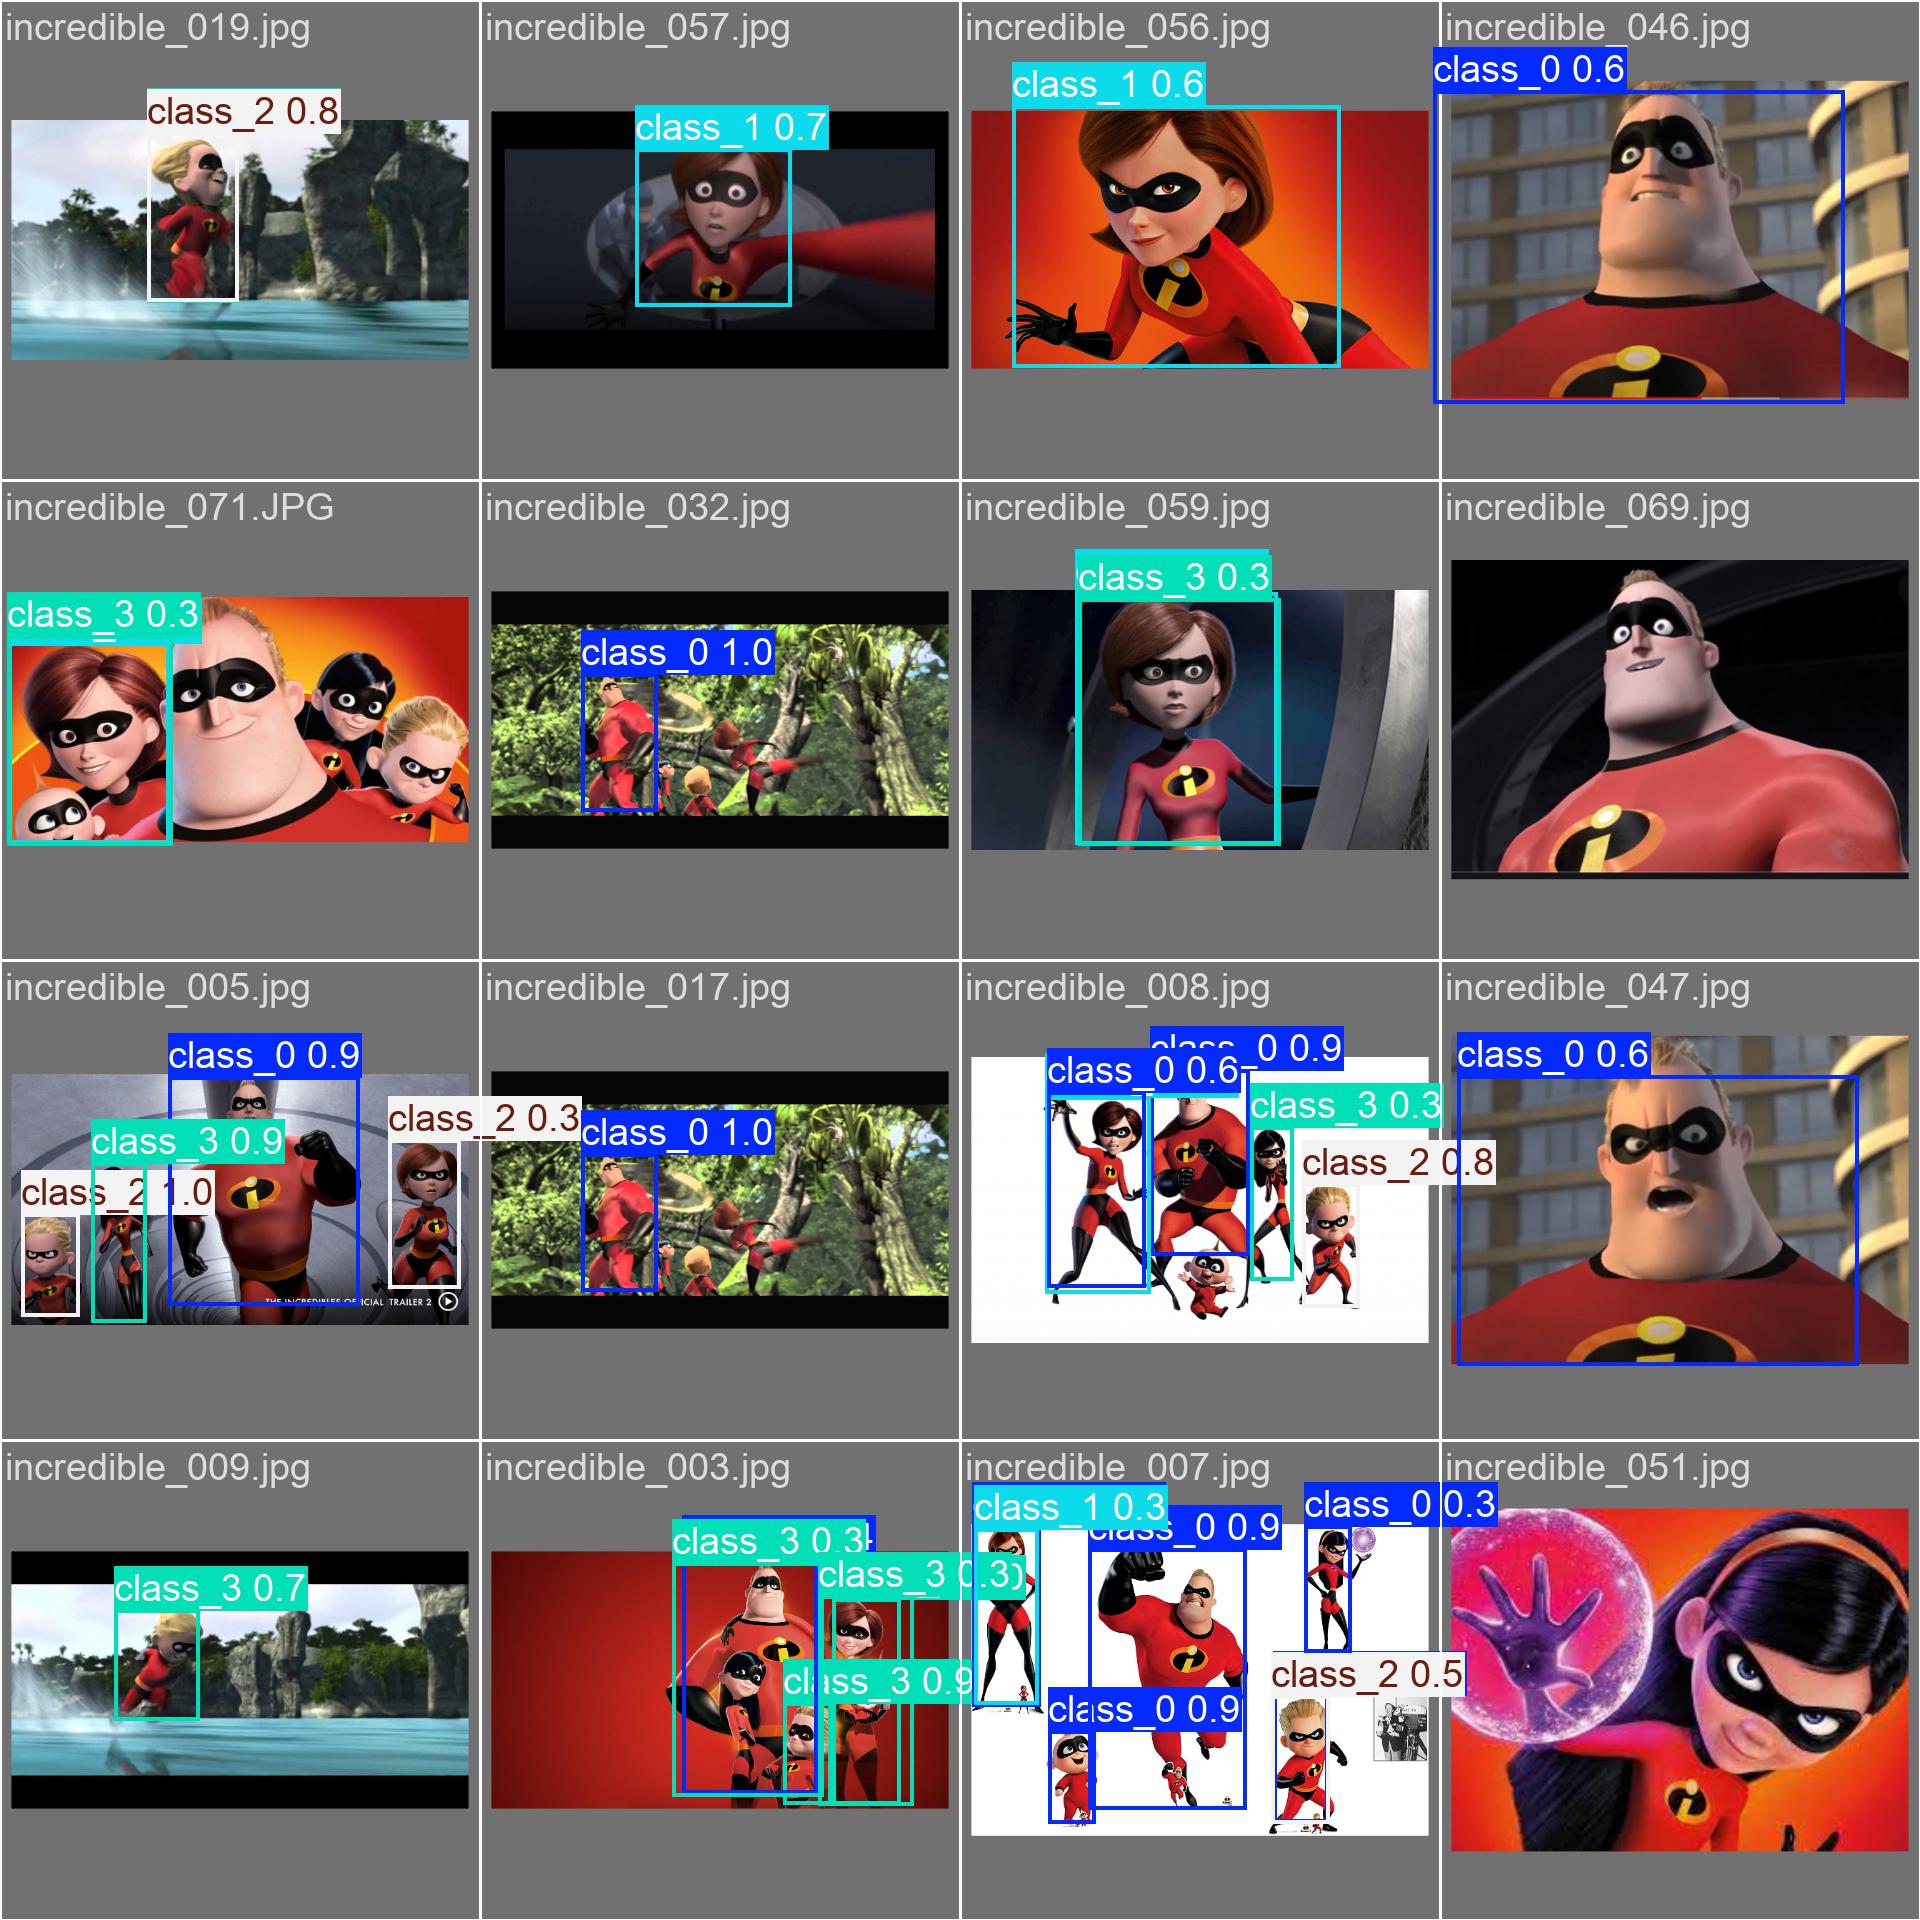 incredible_019.jpg
incredible_057.jpg
incredible_056.jpg
incredible_046.jpg
class_2 0.8
class_1 0.7
class_1 0.6
class_0 0.6
incredible_071.JPG
incredible_032.jpg
incredible_059.jpg
incredible_069.jpg
class_3 0.3
class_0 1.0
class_3 0.3
incredible_005.jpg
incredible_017.jpg
incredible_008.jpg
incredible_047.jpg
class_0 0.9
class_3 0.9
class_2 1.0
class_2 0.3
THE INCREDIBLES OFFICIAL TRAILER 2
class_0 1.0
class_0 0.9
class_0 0.6
class_3 0.3
class_2 0.8
class_0 0.6
incredible_009.jpg
incredible_003.jpg
incredible_007.jpg
incredible_051.jpg
class_3 0.7
class_3 0.3
class_3 0.3
class_3 0.9
class_1 0.3
class_0 0.9
class_0 0.3
class_0 0.9
class_2 0.5